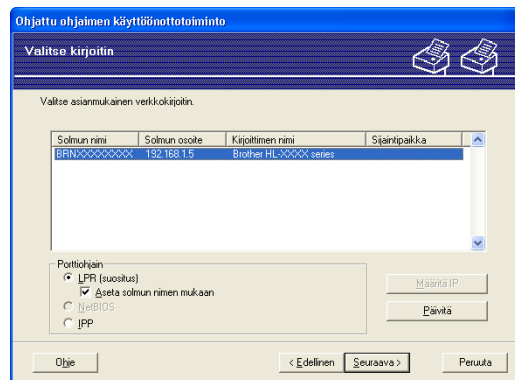 Ohjattu ohjaimen käyttöönottotoiminto
Valitse kirjoitin
Valitse asianmukainen verkkokirjoitin.
Solmun nimi Solmun osoite Kirjoittimen nimi Sijaintipaikka
BRNXXXXXXXX 192.168.1.5 Brother HL-XXXX series
Porttiohjain
LPR (suositus)
Aseta solmun nimen mukaan
NetBIOS
IPP
Määritä IP
Päivitä
Ohje < Edellinen Seuraava > Peruuta